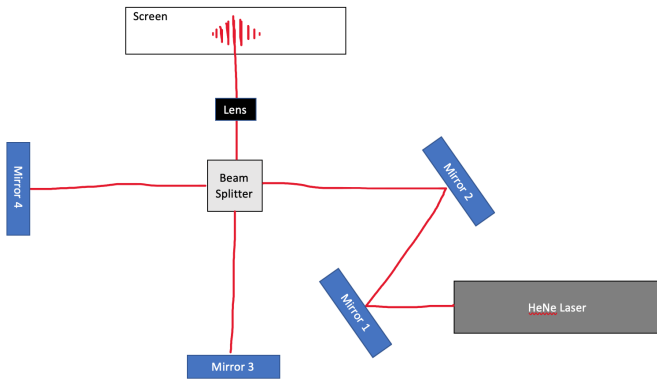 Screen
Lens
Beam
Splitter
Mirror 4
Mirror 2
Mirror 1
HeNe Laser
Mirror 3